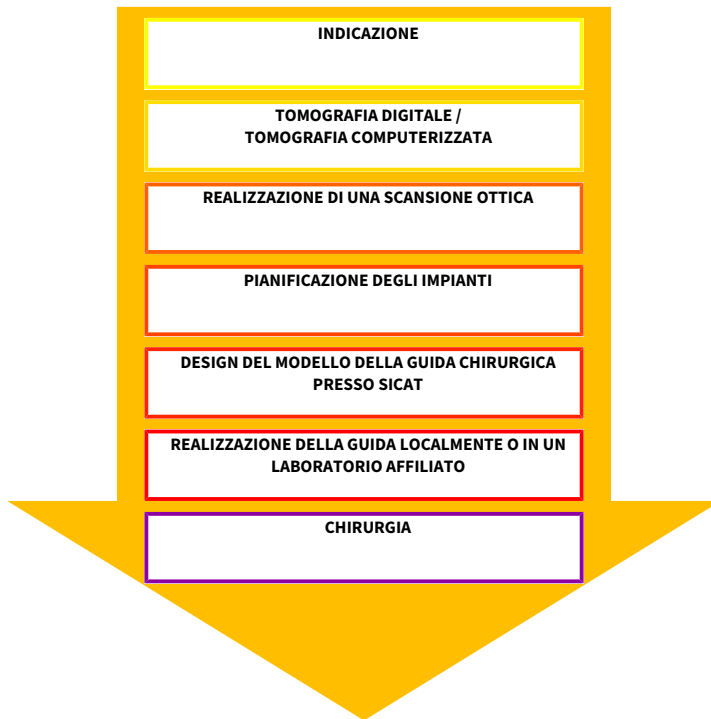 INDICAZIONE
TOMOGRAFIA DIGITALE /
TOMOGRAFIA COMPUTERIZZATA
REALIZZAZIONE DI UNA SCANSIONE OTTICA
PIANIFICAZIONE DEGLI IMPIANTI
DESIGN DEL MODELLO DELLA GUIDA CHIRURGICA
PRESSO SICAT
REALIZZAZIONE DELLA GUIDA LOCALMENTE O IN UN
LABORATORIO AFFILIATO
CHIRURGIA